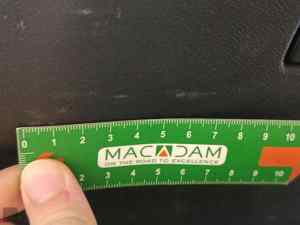 0 1 2 3 4 5 6 7 8 9 10
MACADAM
ON THE ROAD TO EXCELLENCE
2 3 4 5 6 7 8 9 10